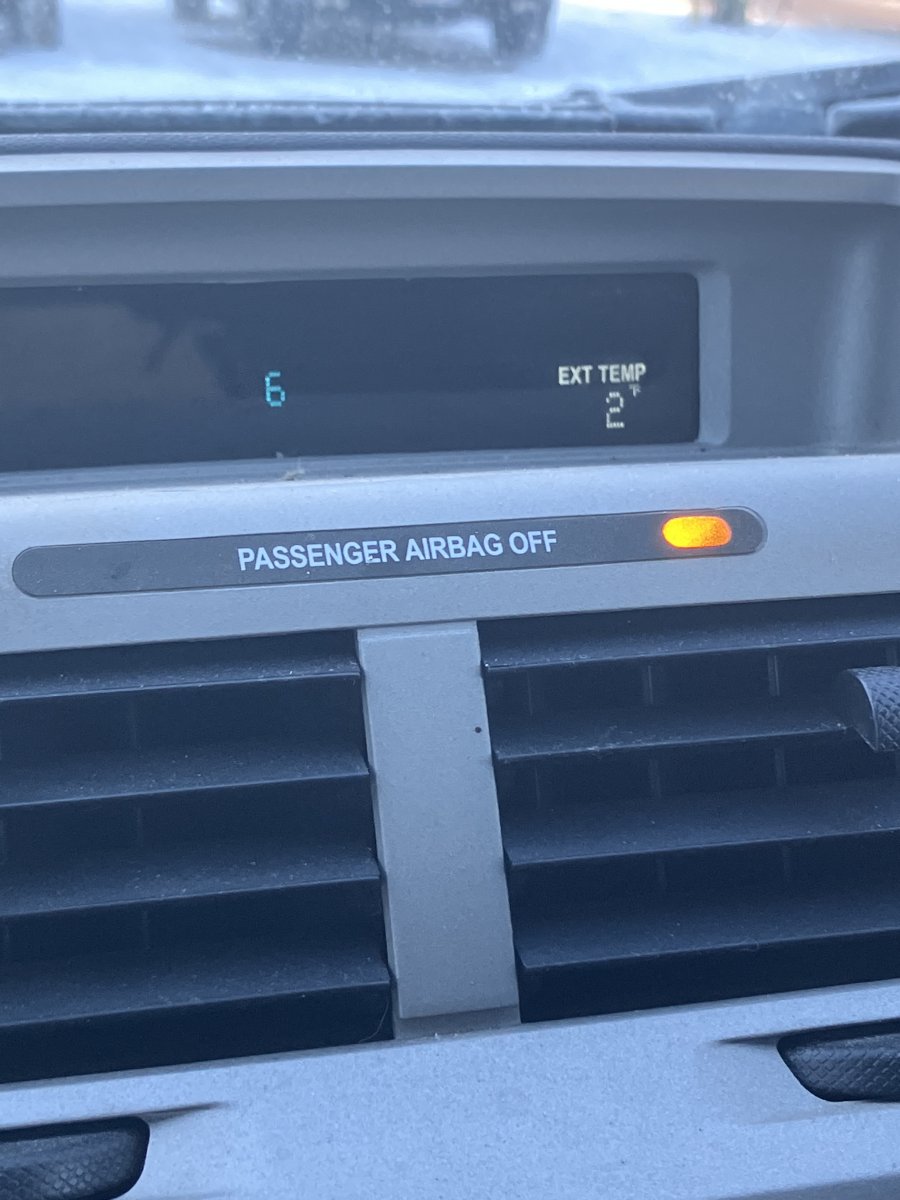 6
EXT TEMP
2°F
PASSENGER AIRBAG OFF